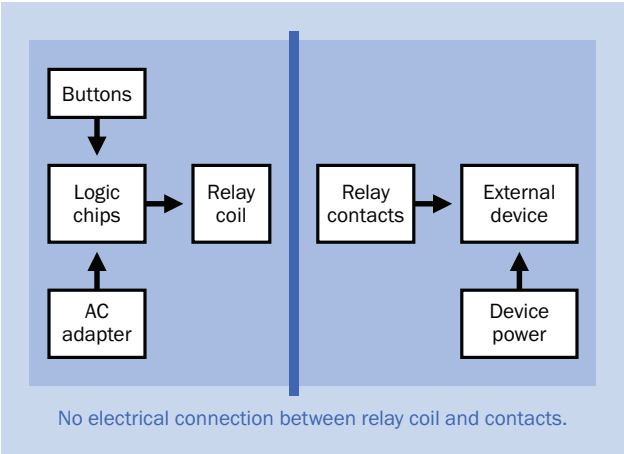 Buttons
Logic
chips
Relay
coil
AC
adapter
Relay
contacts
External
device
Device
power
No electrical connection between relay coil and contacts.